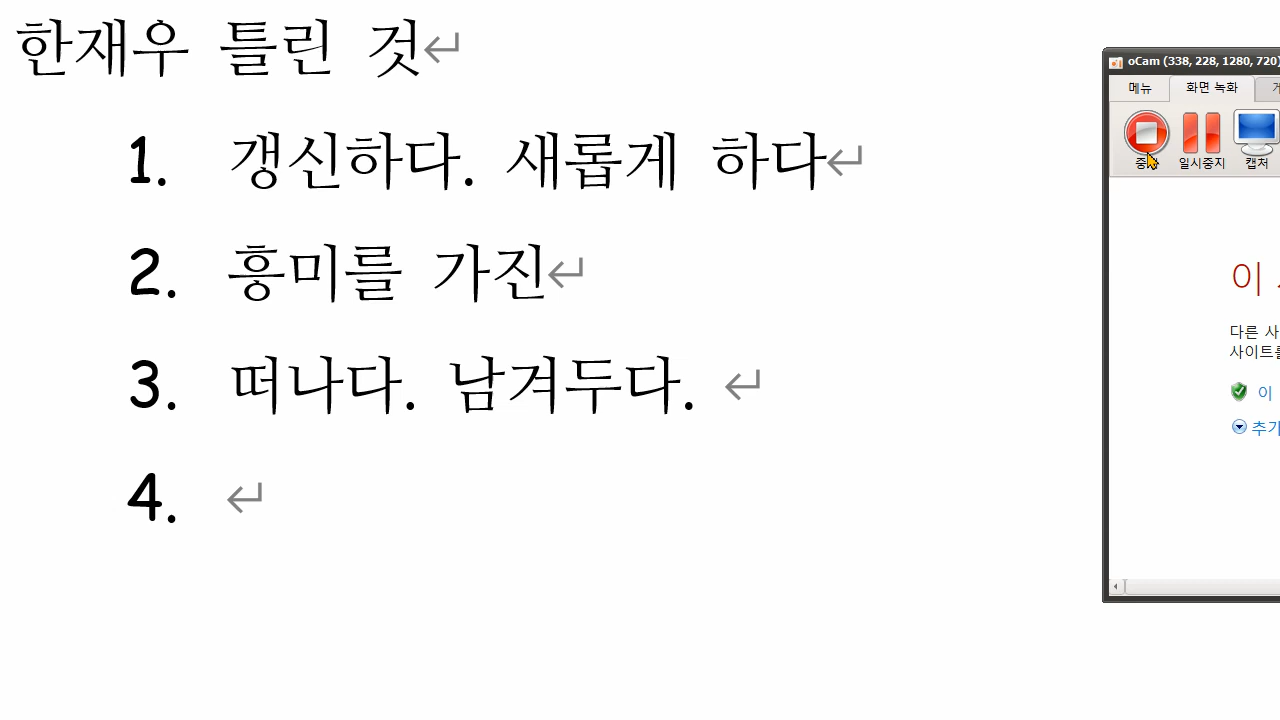 한재우 틀린 것
1. 갱신하다. 새롭게 하다
2. 흥미를 가진
3. 떠나다. 남겨두다.
4.
oCam (338, 228, 1280, 720)
메뉴 화면 녹화
일시중지 캡처
이
다른 사
사이트를
이
추가